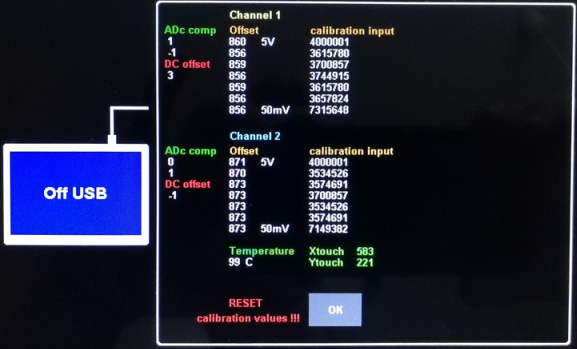 Channel 1
ADc comp Offset calibration input
1 860 5V 4000001
-1 856 3615780
DC offset 859 3700857
3 856 3744915
859 3615780
856 3657824
856 50mV 7315648
Channel 2
ADc comp Offset calibration input
0 871 5V 4000001
1 870 3534526
DC offset 873 3574691
-1 873 3700857
873 3534526
873 3574691
873 50mV 7149382
Off USB
Temperature Xtouch 583
99 C Ytouch 221
RESET
calibration values !!!
OK